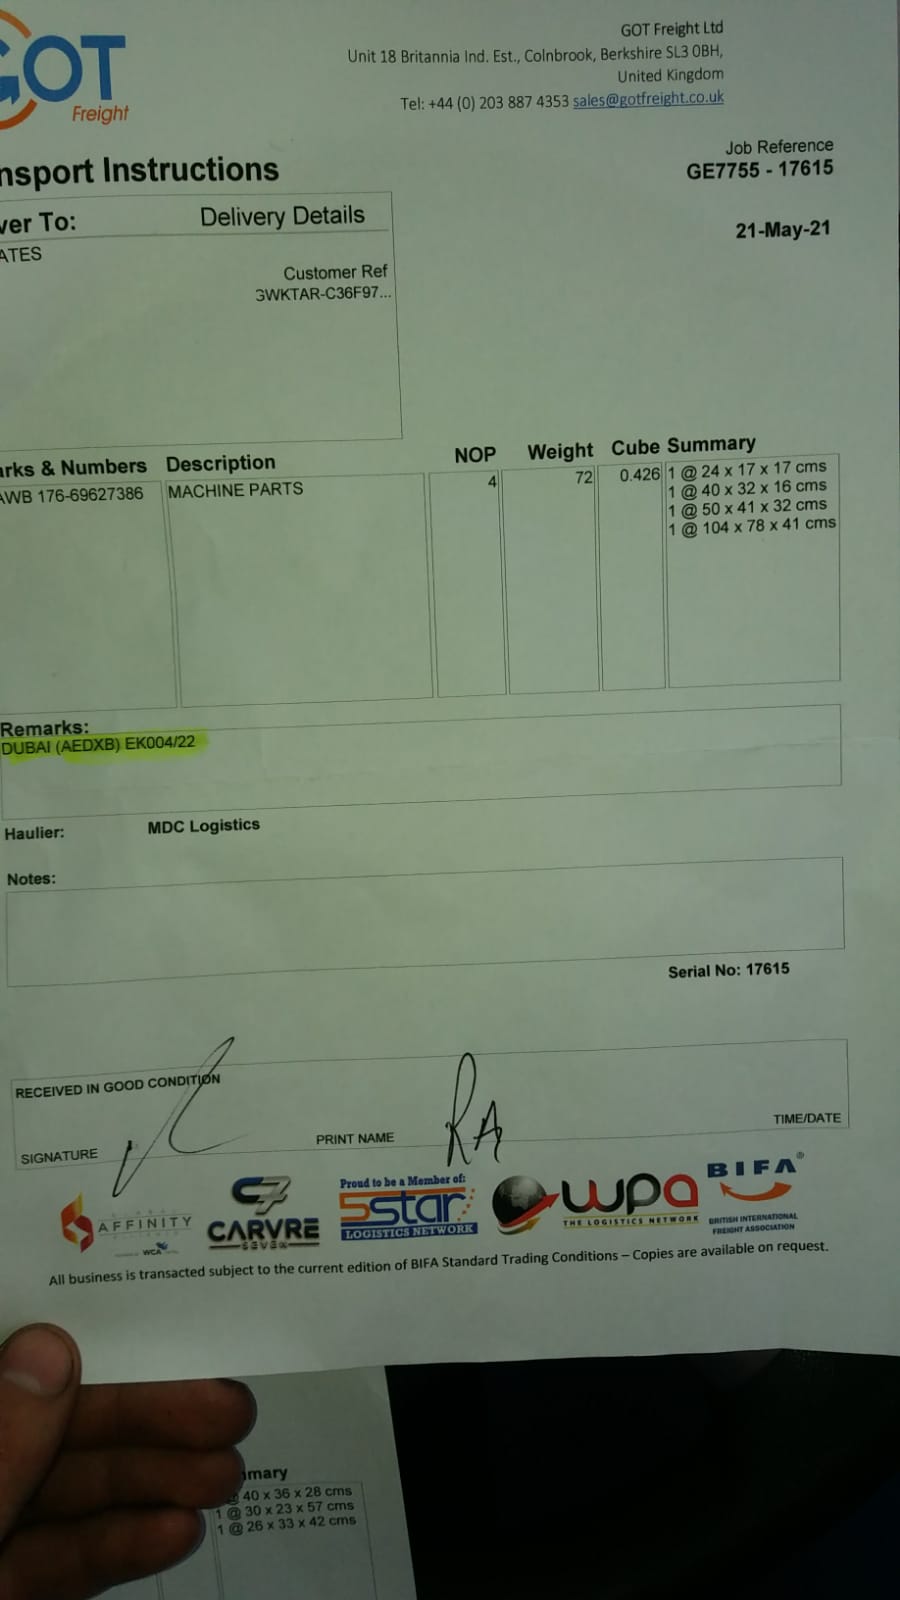 GOT
Freight
GOT Freight Ltd
Unit 18 Britannia Ind. Est., Colnbrook, Berkshire SL3 0BH,
United Kingdom
Tel: +44 (0) 203 887 4353 sales@gotfreight.co.uk
nsport Instructions
Job Reference
GE7755 - 17615
21-May-21
ver To:
Delivery Details
ATES
Customer Ref
GWKTAR-C36F97...
arks & Numbers Description NOP Weight Cube Summary
AWB 176-69627386 MACHINE PARTS 4 72 0.426 1 @ 24 x 17 x 17 cms
1 @ 40 x 32 x 16 cms
1 @ 50 x 41 x 32 cms
1 @ 104 x 78 x 41 cms
Remarks:
DUBAI (AEDXB) EK004/22
Haulier: MDC Logistics
Notes:
Serial No: 17615
RECEIVED IN GOOD CONDITION
SIGNATURE
PRINT NAME
RA
TIME/DATE
AFFINITY
WCA
C7
CARVRE
SEVEN
Proud to be a Member of:
5star
LOGISTICS NETWORK
wpa
THE LOGISTICS NETWORK
BIFA®
BRITISH INTERNATIONAL
FREIGHT ASSOCIATION
All business is transacted subject to the current edition of BIFA Standard Trading Conditions – Copies are available on request.
mmary
40 x 36 x 28 cms
1 @ 30 x 23 x 57 cms
1 @ 26 x 33 x 42 cms